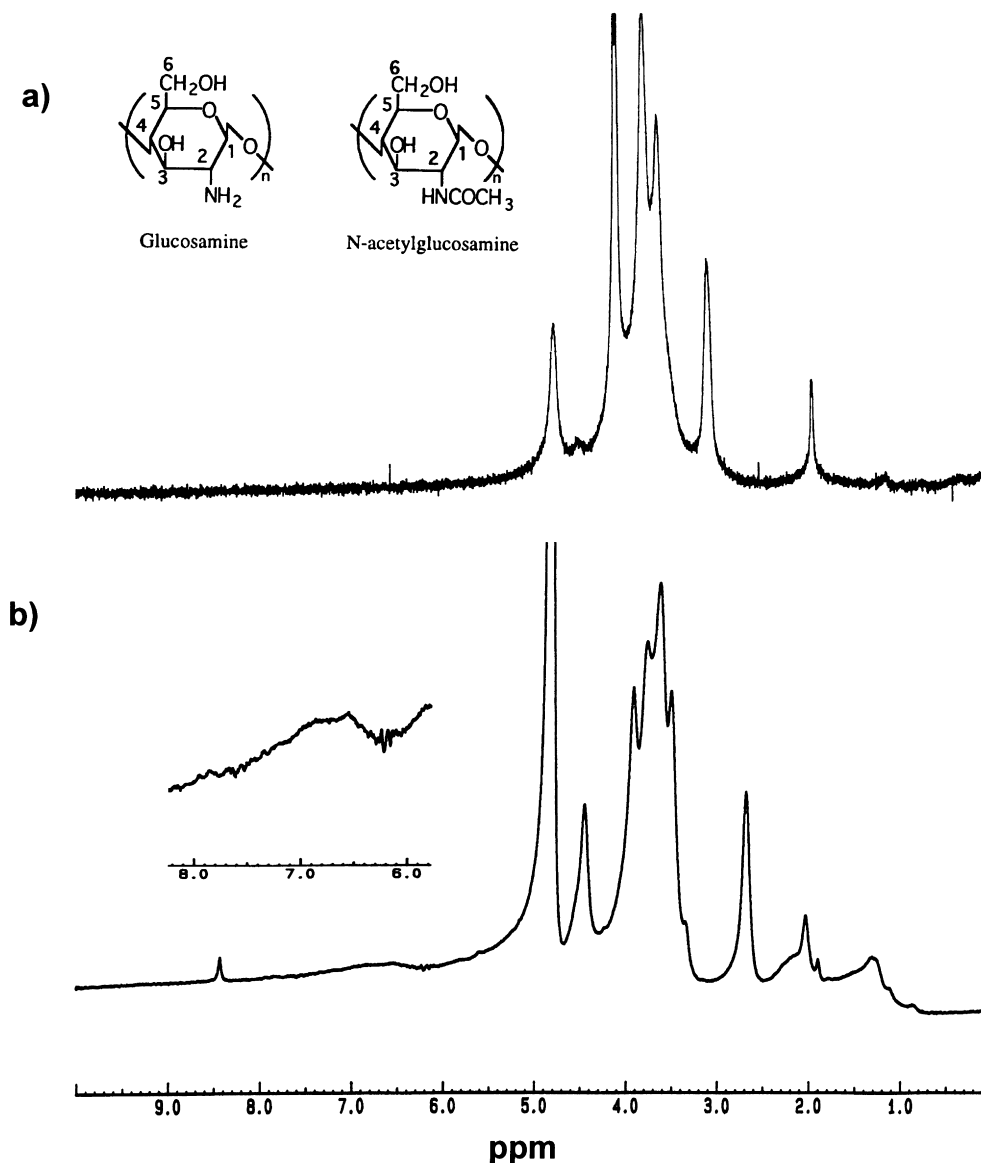 a)
6
CH2OH
5
O
4
OH
1
O
3
2
n
NH2
Glucosamine
6
CH2OH
5
O
4
OH
1
O
3
2
n
HNCOCH3
N-acetylglucosamine
b)
8.0 7.0 6.0
9.0 8.0 7.0 6.0 5.0 4.0 3.0 2.0 1.0
ppm